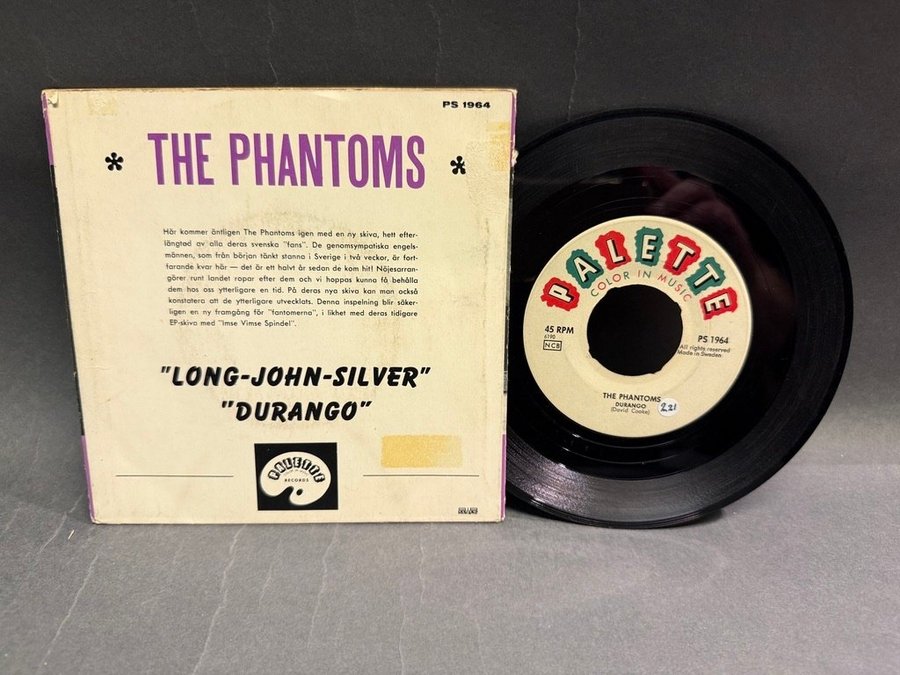 PS 1964
* THE PHANTOMS *
Här kommer äntligen The Phantoms igen med en ny skiva, hett efter-
längtad av alla deras svenska "fans". De genomsympatiska engels-
männen, som från början tänkt stanna i Sverige i två veckor, är fort-
farande kvar här — det är ett halvt år sedan de kom hit! Nöjesarran-
görer runt landet ropar efter dem och vi hoppas kunna få behålla
dem hos oss ytterligare en tid. På deras nya skiva kan man också
konstatera att de ytterligare utvecklats. Denna inspelning blir säker-
ligen en ny framgång för "fantomerna", i likhet med deras tidigare
EP-skiva med "Imse Vimse Spindel".
"LONG-JOHN-SILVER"
"DURANGO"
PALETTE
RECORDS
PALETTE
COLOR IN MUSIC
45 RPM
6190
NCB
PS 1964
All rights reserved
Made in Sweden
THE PHANTOMS
DURANGO
(David Cooke)
2,21